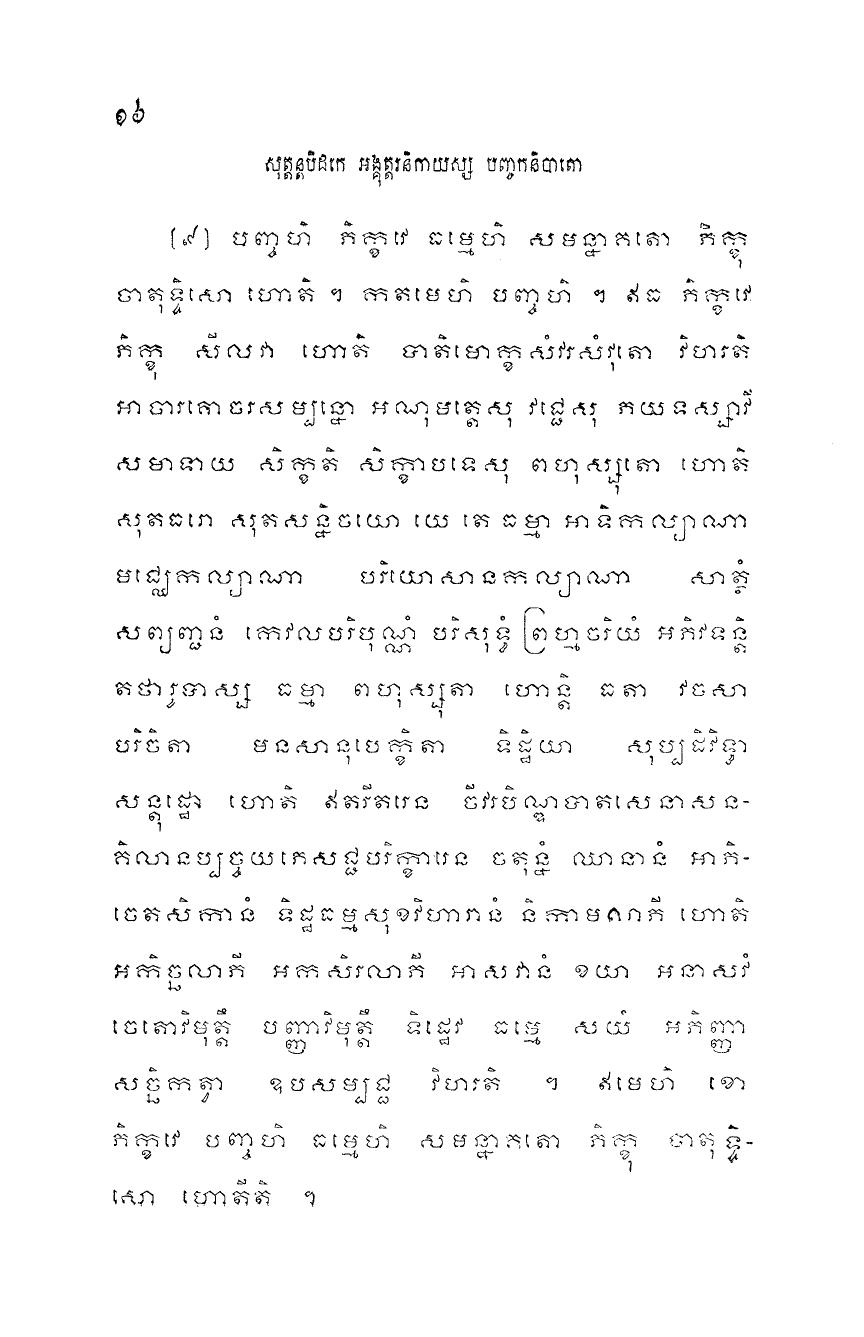 ១៦
សុត្តន្តបិដកេ អង្គុត្តរនិកាយស្ស បញ្ចកនិបាតោ
(៩) បញ្ចហិ ភិក្ខវេ ធម្មេហិ សមន្នាគតោ ភិក្ខុ
ចាតុទ្ទិសោ ហោតិ ។ កតមេហិ បញ្ចហិ ។ ឥធ ភិក្ខវេ
ភិក្ខុ សីលវា ហោតិ បាតិមោក្ខសំវរសំវុតោ វិហរតិ
អាចារគោចរសម្បន្នោ អណុមត្តេសុ វជ្ជេសុ ភយទស្សាវី
សមាទាយ សិក្ខតិ សិក្ខាបទេសុ ពហុស្សុតោ ហោតិ
សុតធរោ សុតសន្និចយោ យេ តេ ធម្មា អាទិកល្យាណា
មជ្ឈេកល្យាណា បរិយោសានកល្យាណា សាត្ថំ
សព្យញ្ជនំ កេវលបរិបុណ្ណំ បរិសុទ្ធំ ព្រហ្មចរិយំ អភិវទន្តិ
តថារូបាស្ស ធម្មា ពហុស្សុតា ហោន្តិ ធតា វចសា
បរិចិតា មនសានុបេក្ខិតា ទិដ្ឋិយា សុប្បដិវិទ្ធា
សន្តុដ្ឋោ ហោតិ ឥតរីតរេន ចីវរបិណ្ឌបាតសេនាសន-
គិលានប្បច្ចយភេសជ្ជបរិក្ខារេន ចតុន្នំ ឈានានំ អាភិ-
ចេតសិកានំ ទិដ្ឋធម្មសុខវិហារានំ និកាមលាភី ហោតិ
អកិច្ឆលាភី អកសិរលាភី អាសវានំ ខយា អនាសវំ
ចេតោវិមុត្តឹ បញ្ញាវិមុត្តឹ ទិដ្ឋេវ ធម្មេ សយំ អភិញ្ញា
សច្ឆិកត្វា ឧបសម្បជ្ជ វិហរតិ ។ ឥមេហិ ខោ
ភិក្ខវេ បញ្ចហិ ធម្មេហិ សមន្នាគតោ ភិក្ខុ ចាតុទ្ទិ-
សោ ហោតីតិ ។